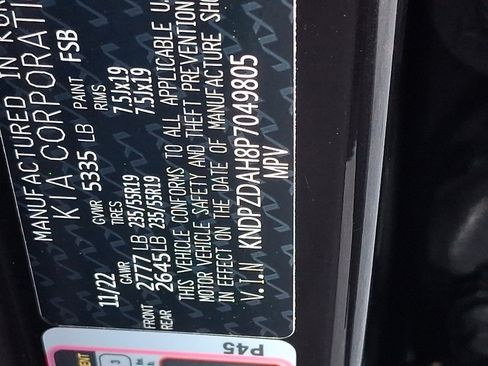 MANUFACTURED IN KOR
KIA CORPORATI
GVWR 5335 LB PAINT FSB
11/22 GAWR TIRES RIMS
FRONT 2777 LB 235/55R19 7.5Jx19
REAR 2645 LB 235/55R19 7.5Jx19
THIS VEHICLE CONFORMS TO ALL APPLICABLE U.
MOTOR VEHICLE SAFETY AND THEFT PREVENTION
IN EFFECT ON THE DATE OF MANUFACTURE SHO
V.I.N KNDPZDAH8P7049805
MPV
P45